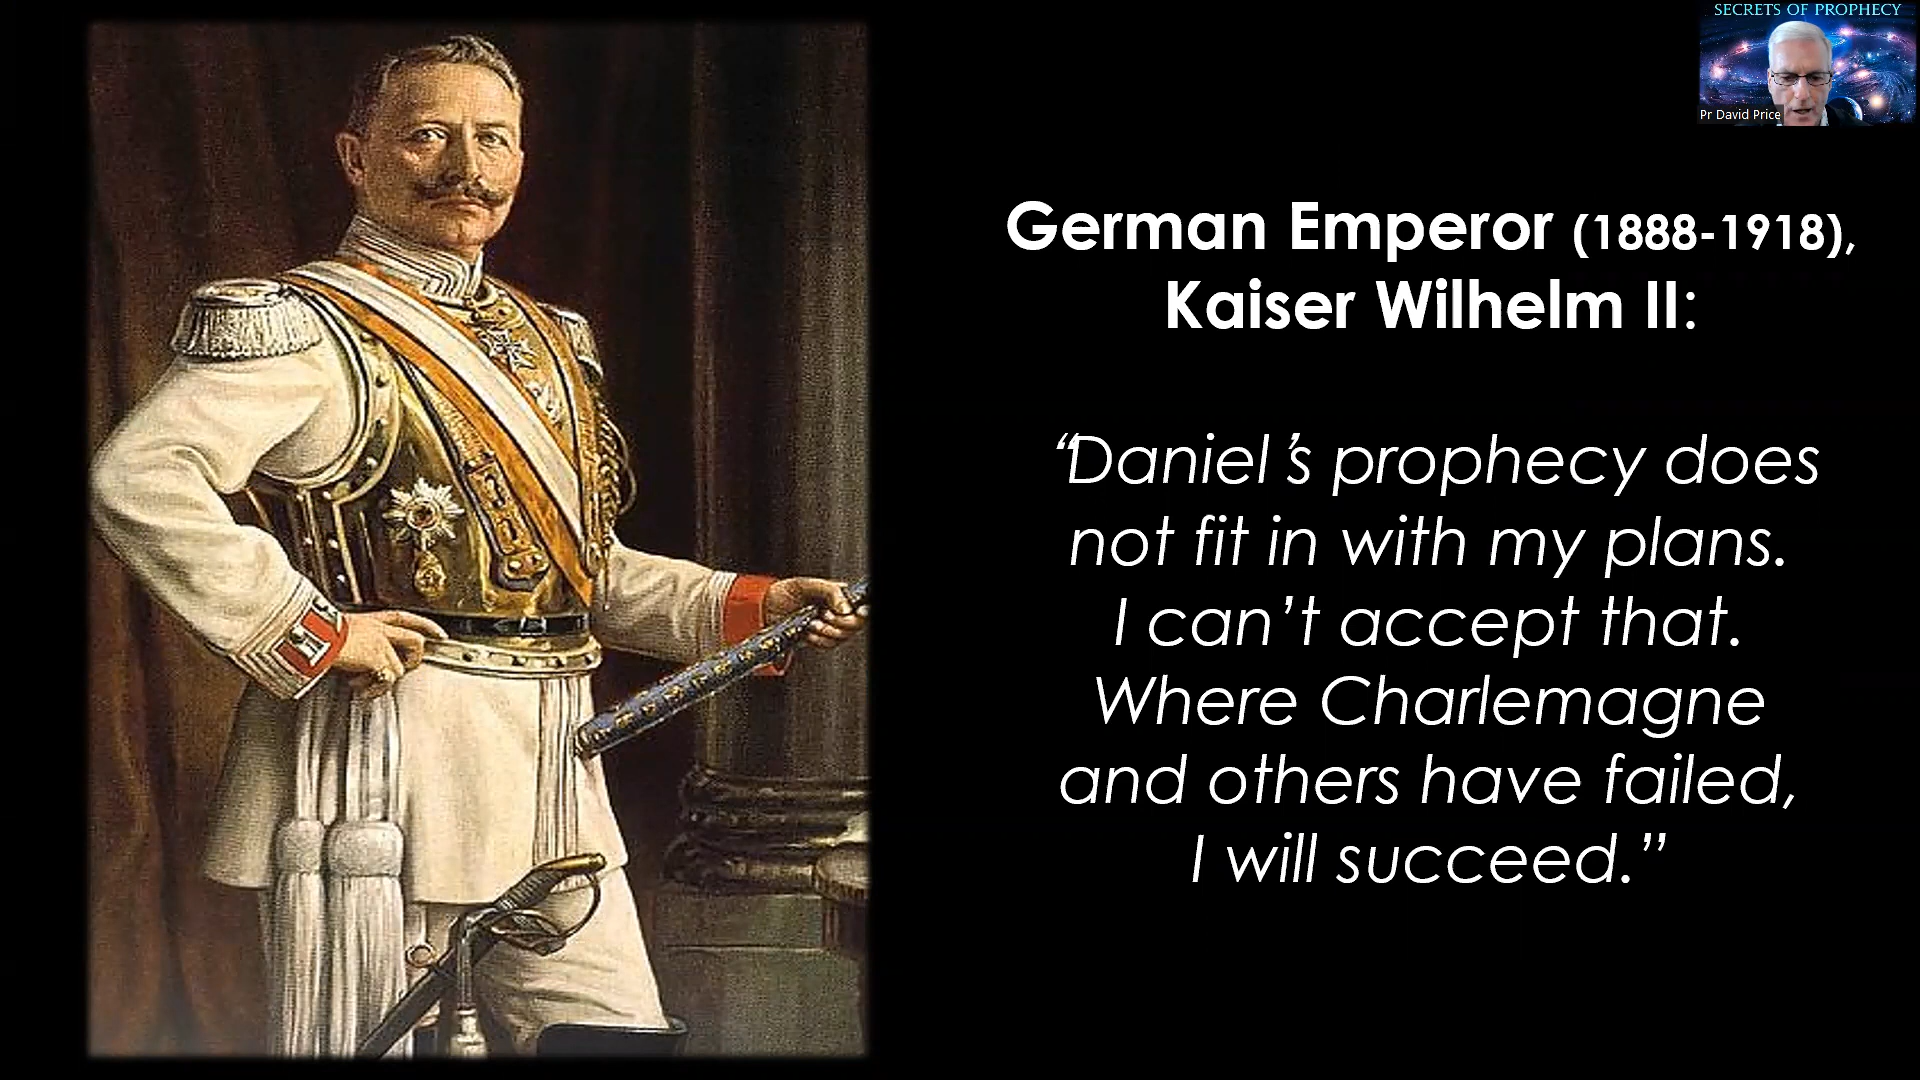 SECRETS OF PROPHECY
Pr David Price
German Emperor (1888-1918),
Kaiser Wilhelm II:
“Daniel’s prophecy does
not fit in with my plans.
I can’t accept that.
Where Charlemagne
and others have failed,
I will succeed.”